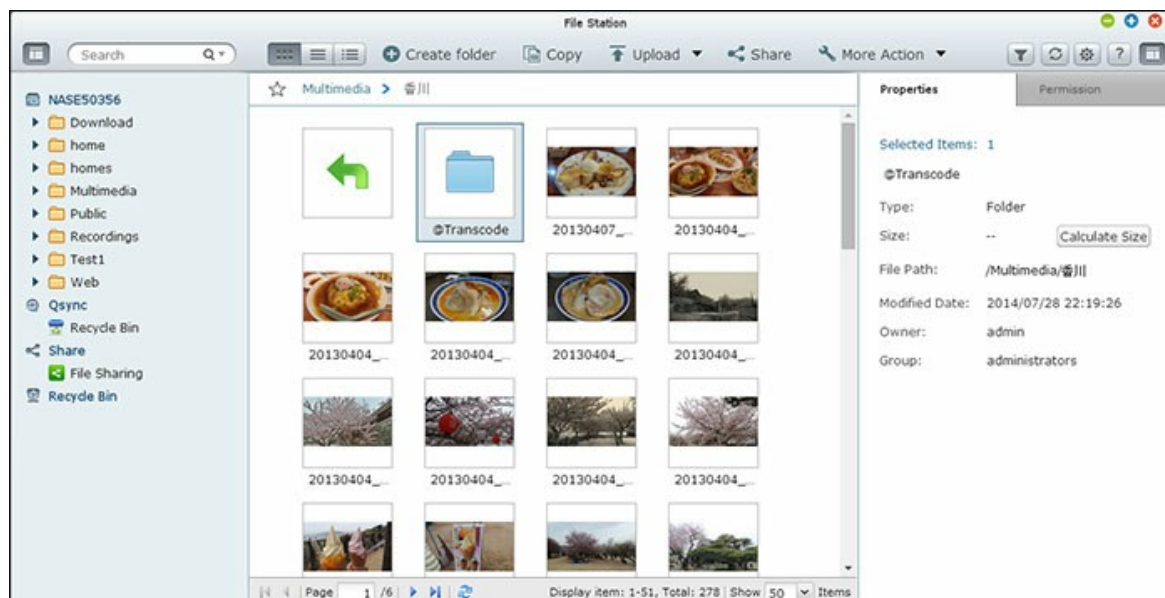 File Station
Search
Create folder
Copy
Upload
Share
More Action
?
NASE50356
Download
home
homes
Multimedia
Public
Recordings
Test1
Web
Qsync
Recycle Bin
Share
File Sharing
Recycle Bin
Multimedia > 香川
@Transcode
20130407_...
20130404_...
20130404_...
20130404_...
20130404_...
20130404_...
20130404_...
20130404_...
20130404_...
20130404_...
Page 1 /6
Display item: 1-51, Total: 278 | Show 50 Items
Properties
Permission
Selected Items: 1
@Transcode
Type: Folder
Size: -- Calculate Size
File Path: /Multimedia/香川
Modified Date: 2014/07/28 22:19:26
Owner: admin
Group: administrators